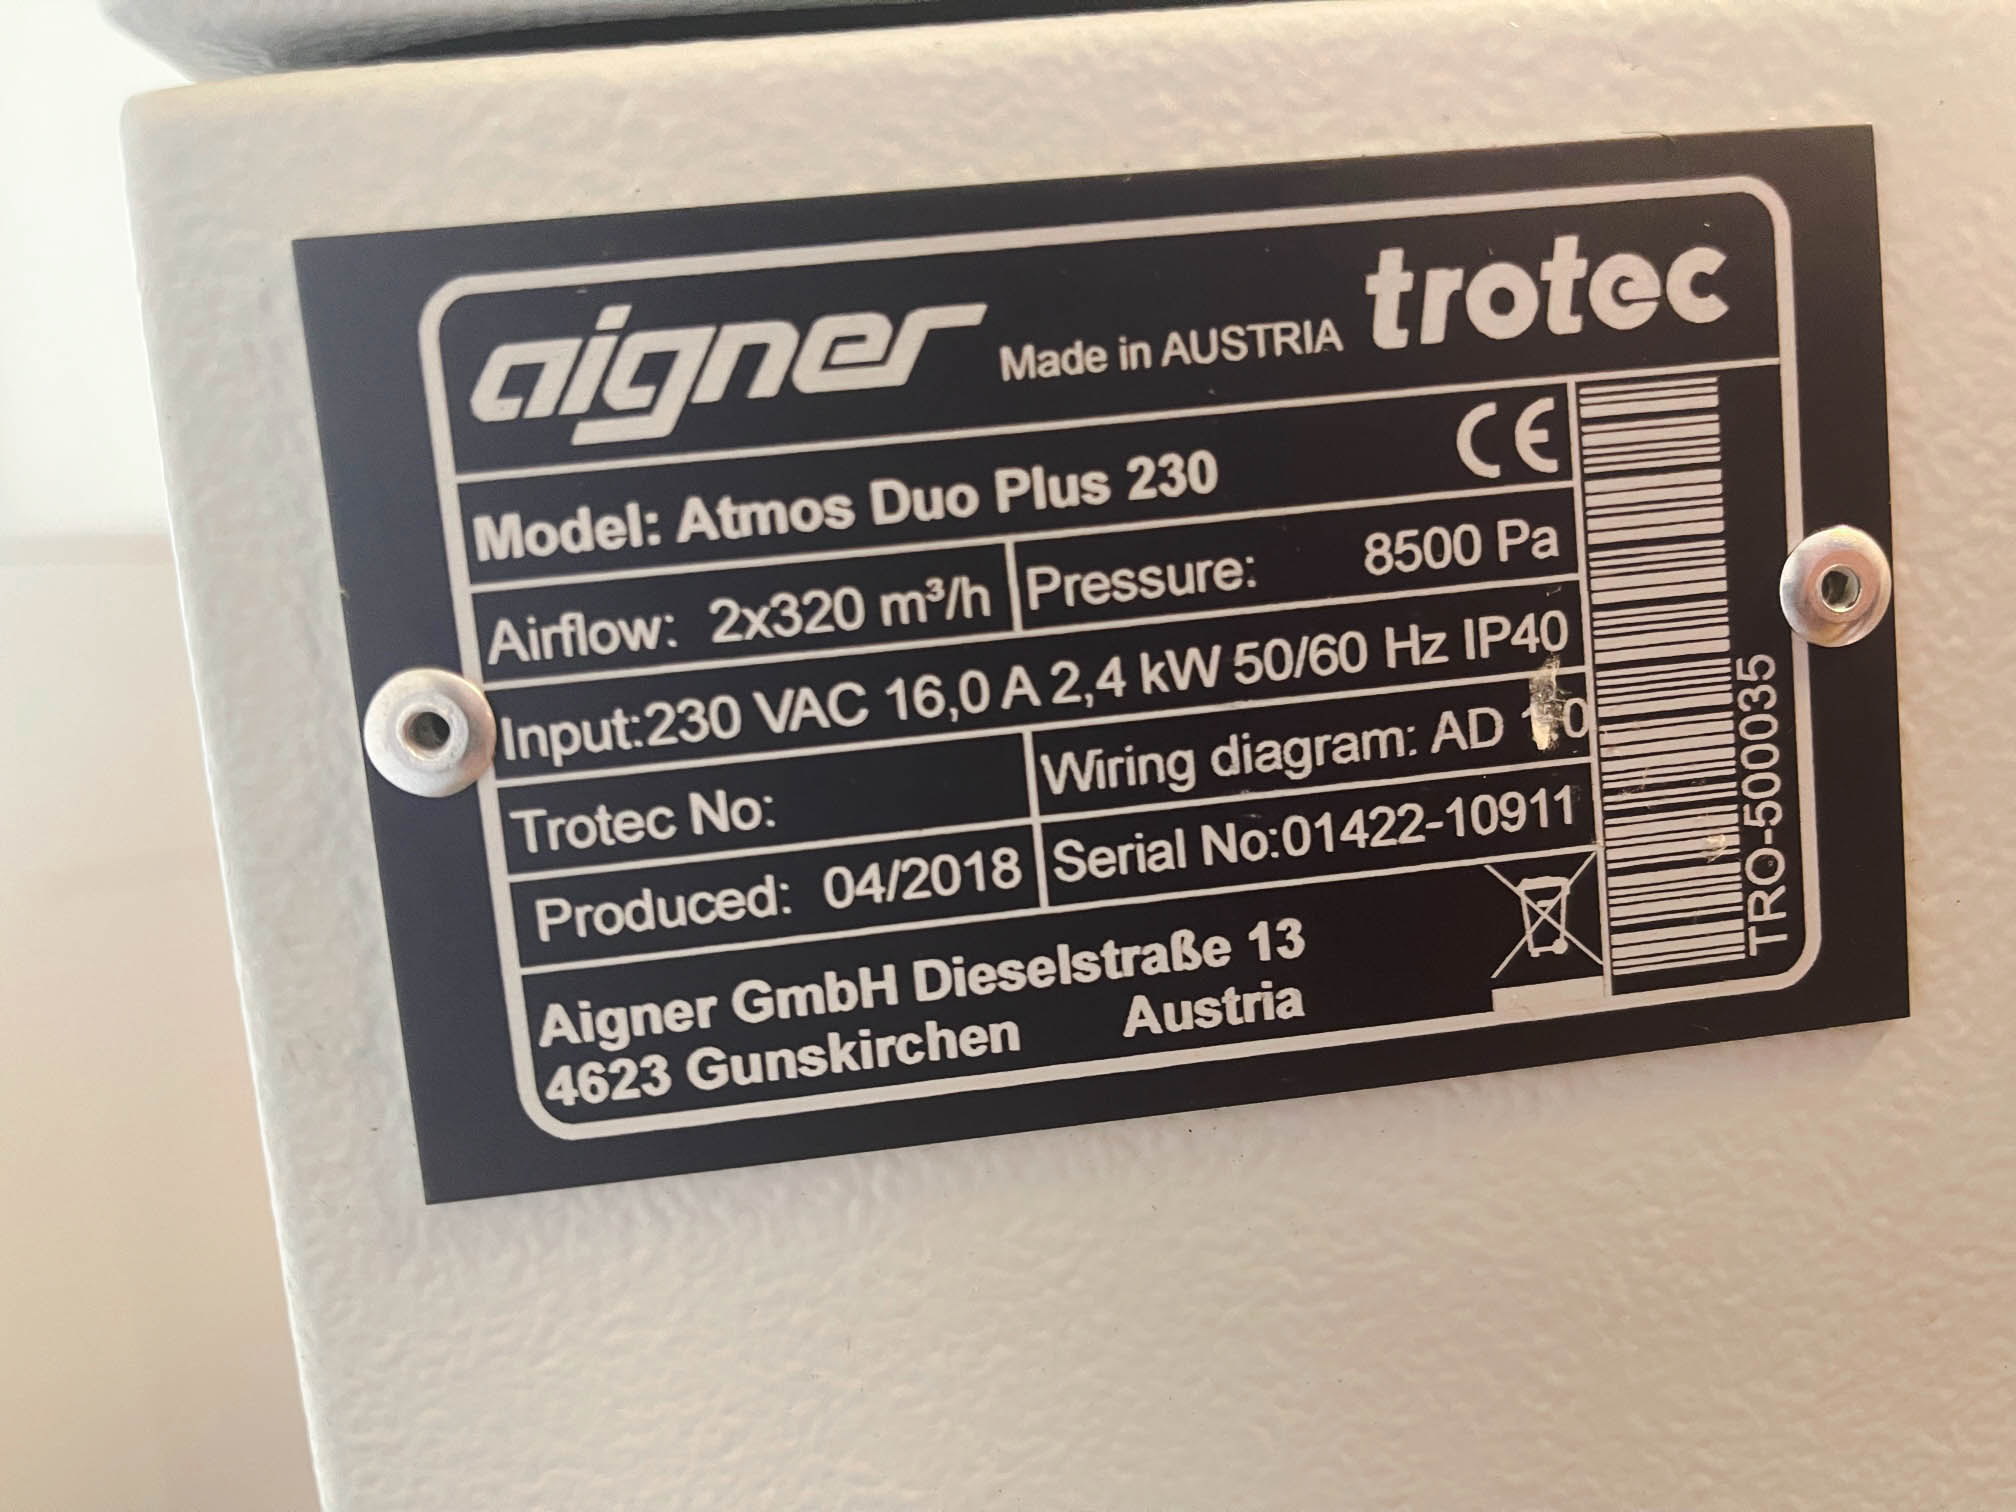 aigner Made in AUSTRIA trotec
Model: Atmos Duo Plus 230 CE
Airflow: 2x320 m³/h Pressure: 8500 Pa
Input:230 VAC 16,0 A 2,4 kW 50/60 Hz IP40
Trotec No: Wiring diagram: AD
Produced: 04/2018 Serial No:01422-10911
Aigner GmbH Dieselstraße 13
4623 Gunskirchen Austria
TRO-500035